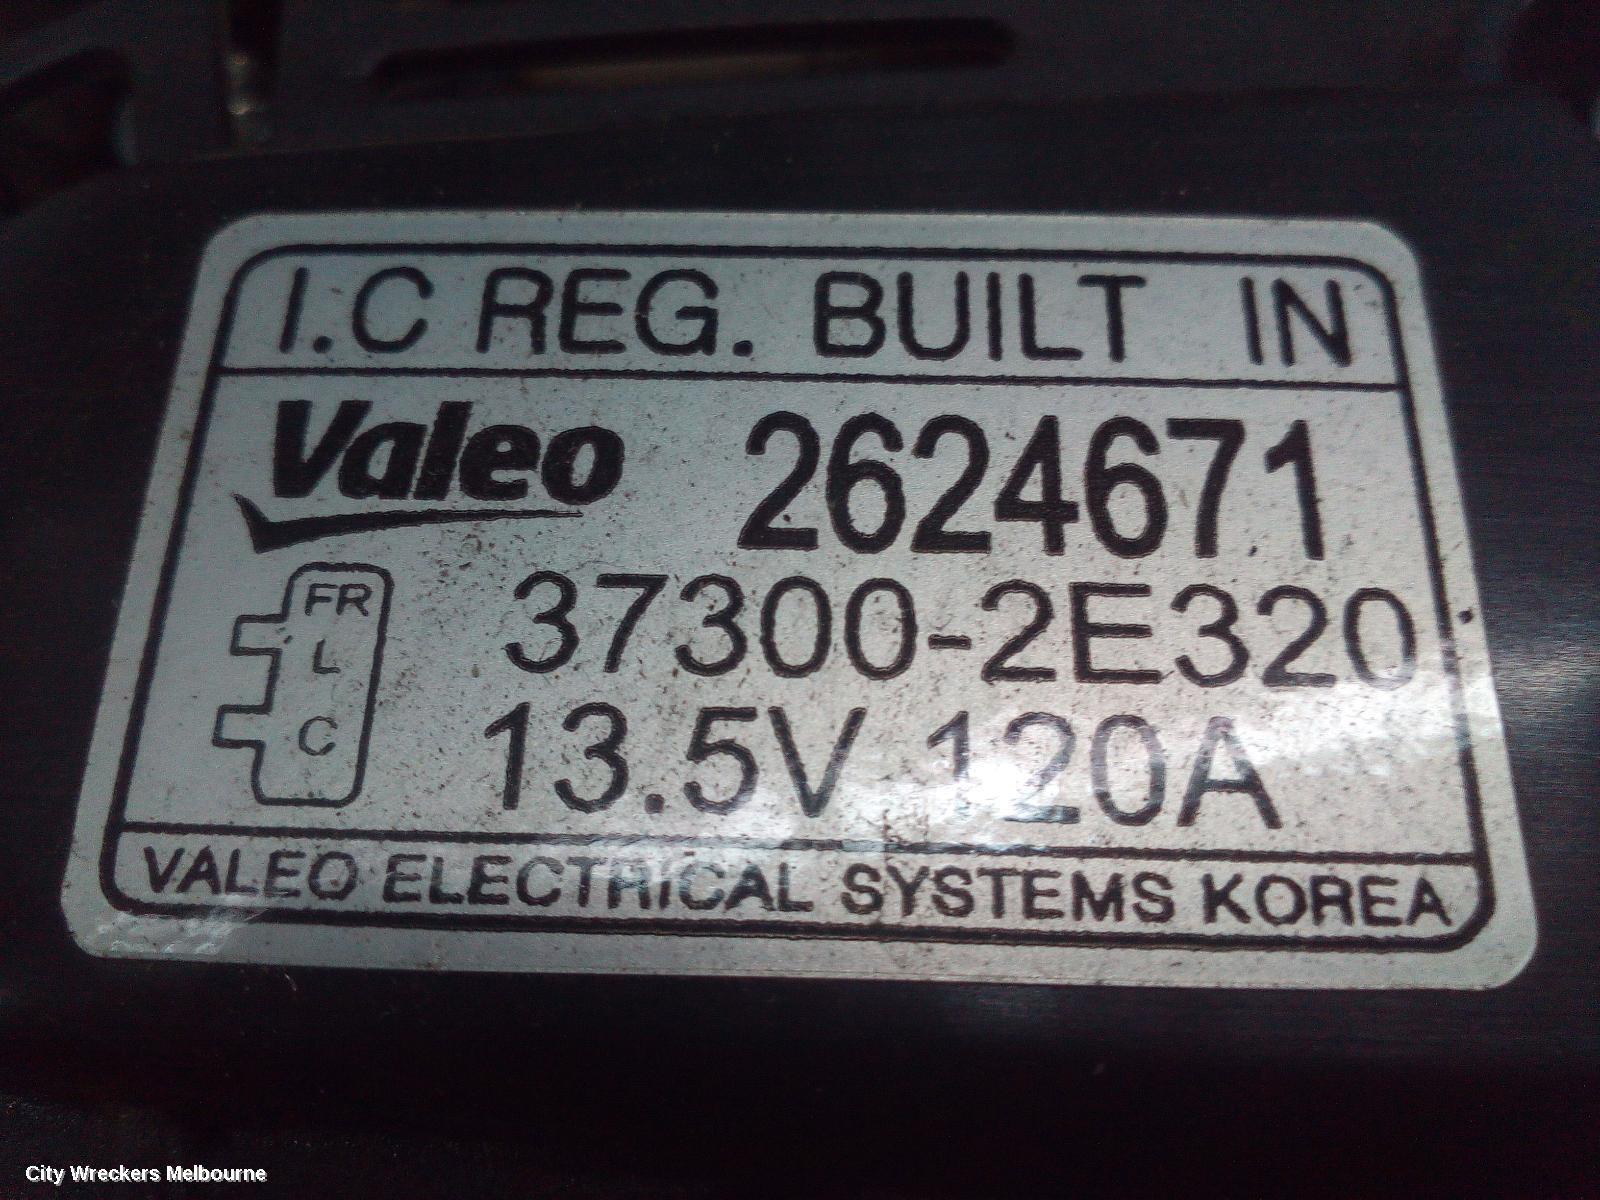 I.C REG. BUILT IN
Valeo 2624671
FR
L
C
37300-2E320
13.5V 120A
VALEO ELECTRICAL SYSTEMS KOREA
City Wreckers Melbourne